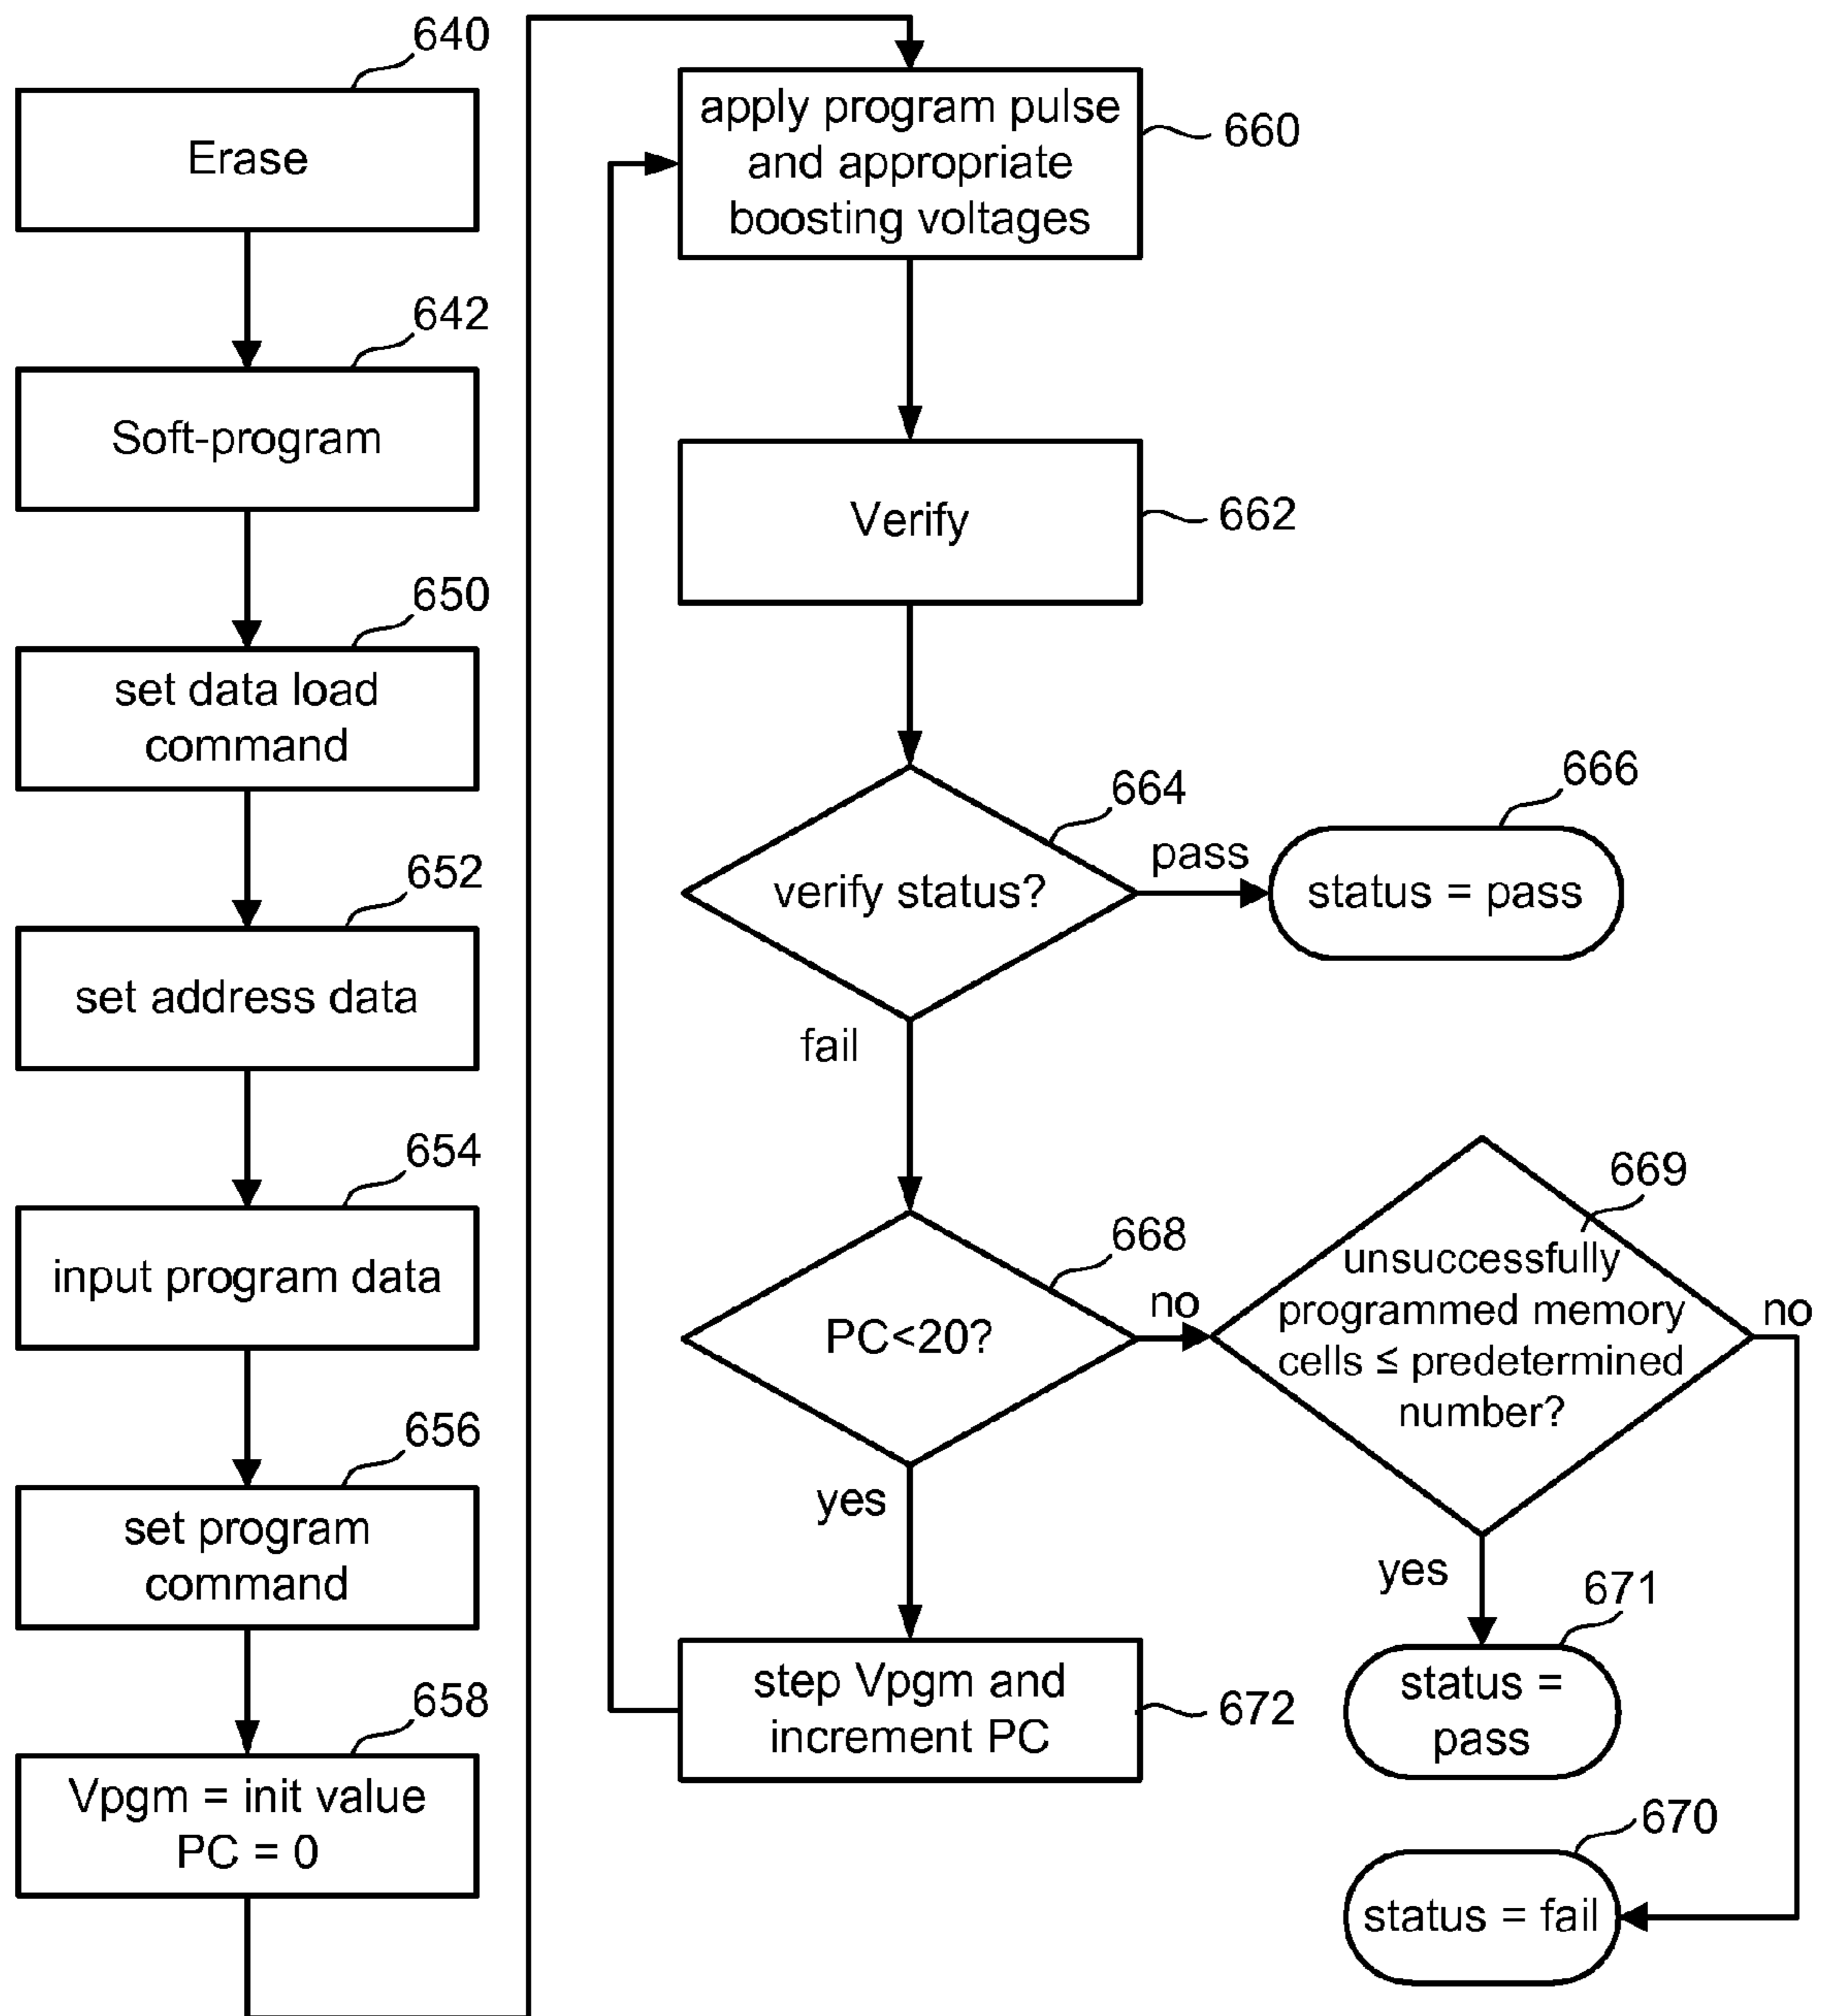 640
Erase
642
Soft-program
650
set data load
command
652
set address data
654
input program data
656
set program
command
658
Vpgm = init value
PC = 0
apply program pulse
and appropriate
boosting voltages
660
Verify
662
664
verify status?
pass
666
status = pass
fail
668
PC<20?
no
669
unsuccessfully
programmed memory
cells ≤ predetermined
number?
no
yes
step Vpgm and
increment PC
672
yes
671
status =
pass
670
status = fail